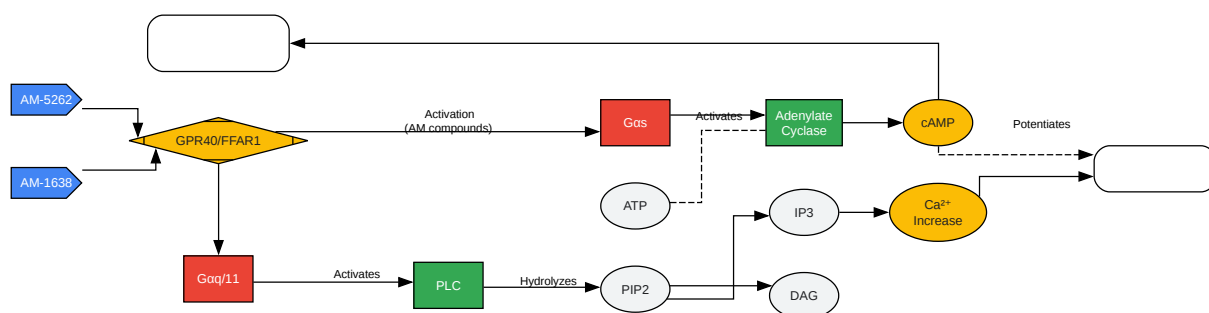 AM-5262
GPR40/FFAR1
AM-1638
Activation
(AM compounds)
Gαs
Activates
Adenylate
Cyclase
cAMP
Potentiates
ATP
IP3
Ca²⁺
Increase
Gαq/11
Activates
PLC
Hydrolyzes
PIP2
DAG